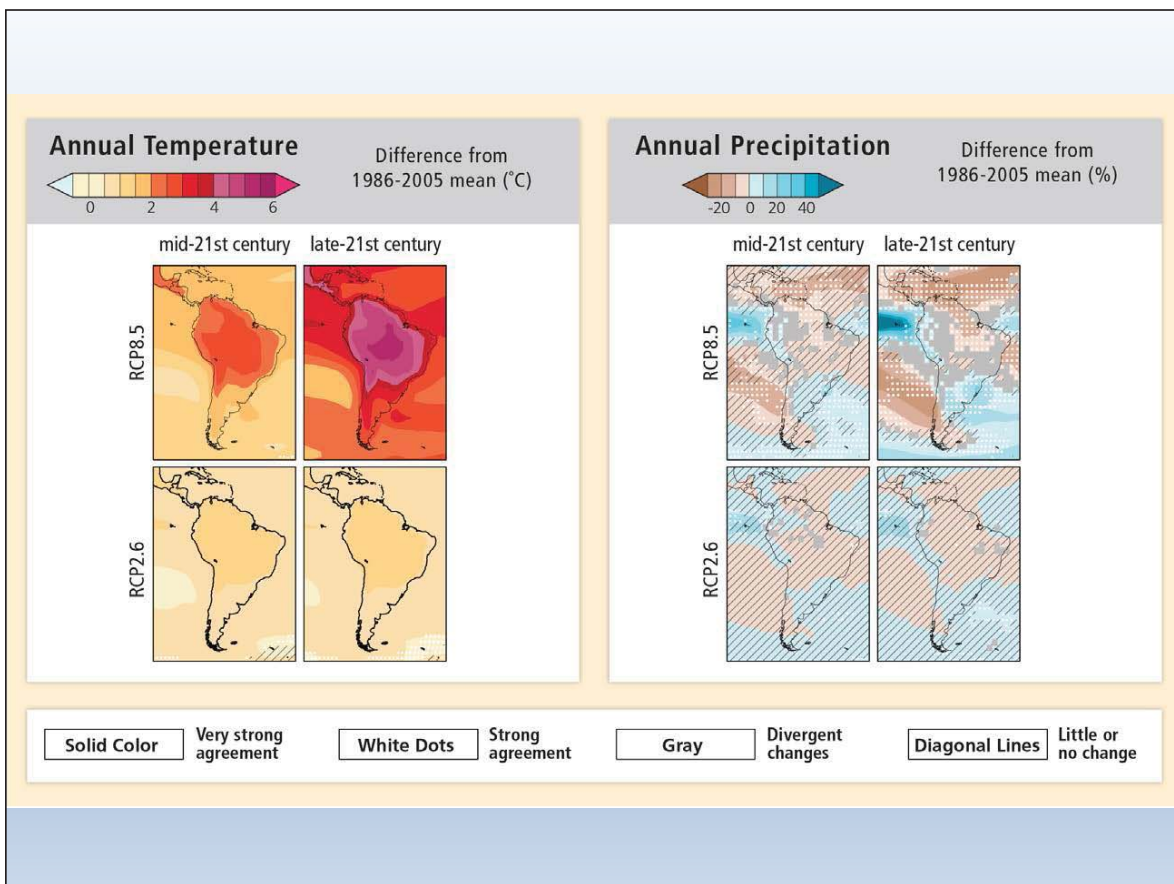 Annual Temperature
Difference from
1986-2005 mean (˚C)
0 2 4 6
mid-21st century late-21st century
RCP8.5
RCP2.6
Annual Precipitation
Difference from
1986-2005 mean (%)
-20 0 20 40
mid-21st century late-21st century
RCP8.5
RCP2.6
Solid Color
Very strong
agreement
White Dots
Strong
agreement
Gray
Divergent
changes
Diagonal Lines
Little or
no change